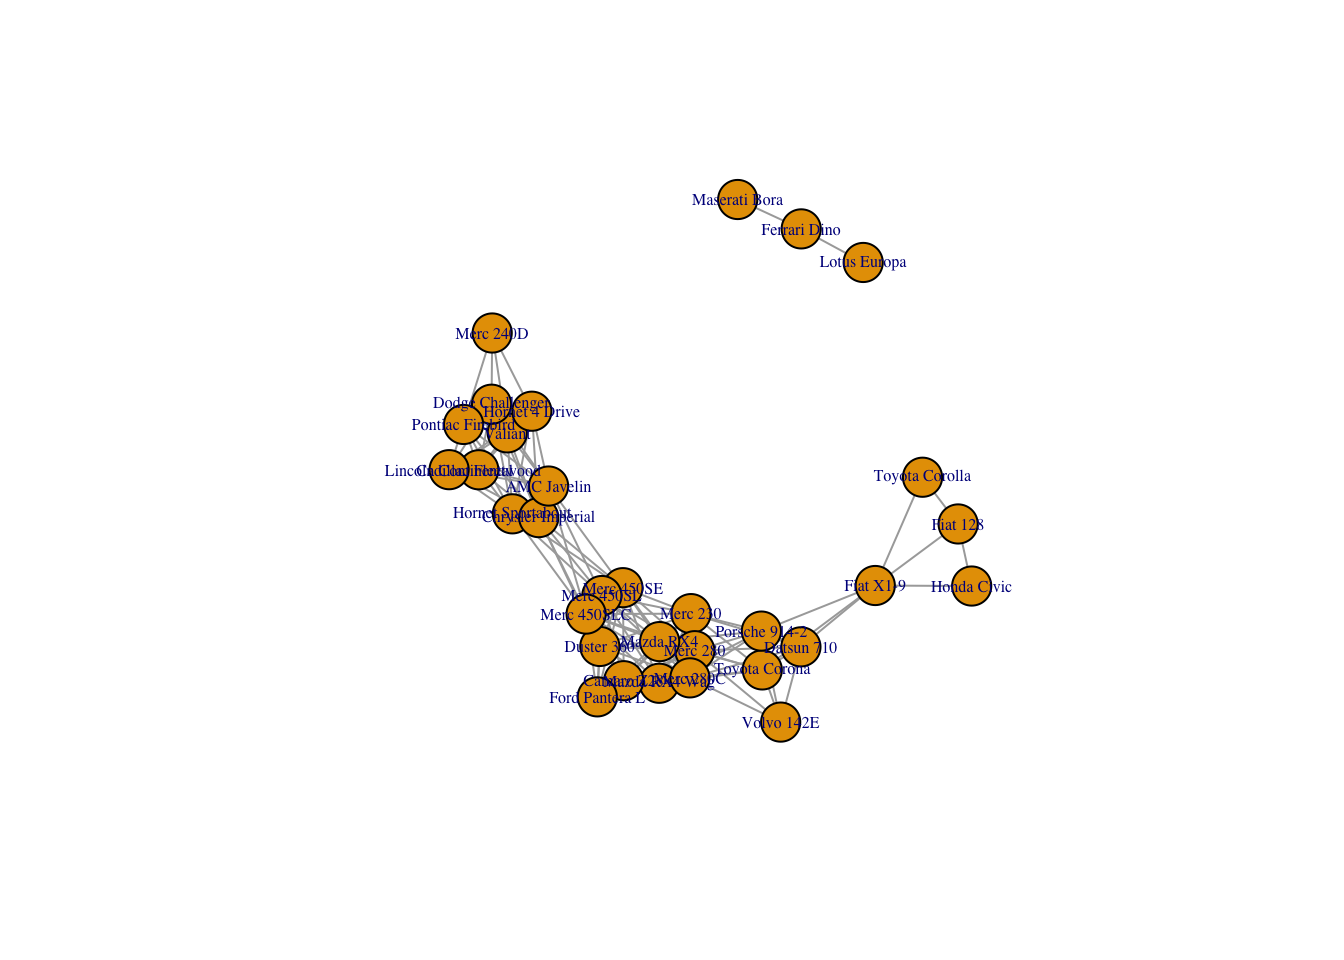 Maserati Bora
Ferrari Dino
Lotus Europa
Merc 240D
Dodge Challenger
Hornet 4 Drive
Pontiac Firebird
Valiant
Lincoln Continental
Cadillac Fleetwood
AMC Javelin
Hornet Sportabout
Chrysler Imperial
Toyota Corolla
Fiat 128
Fiat X1-9
Honda Civic
Merc 450SE
Merc 450SL
Merc 450SLC
Merc 230
Porsche 914-2
Mazda RX4
Duster 360
Merc 280
Datsun 710
Toyota Corona
Camaro Z28
Mazda RX4 Wag
Merc 280C
Ford Pantera L
Volvo 142E